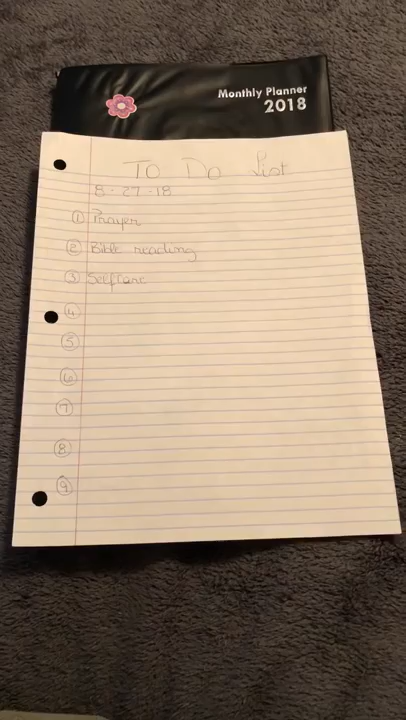 Monthly Planner
2018
To Do List
8-27-18
① Prayer
② Bible reading
③ Selfcare
④
⑤
⑥
⑦
⑧
⑨